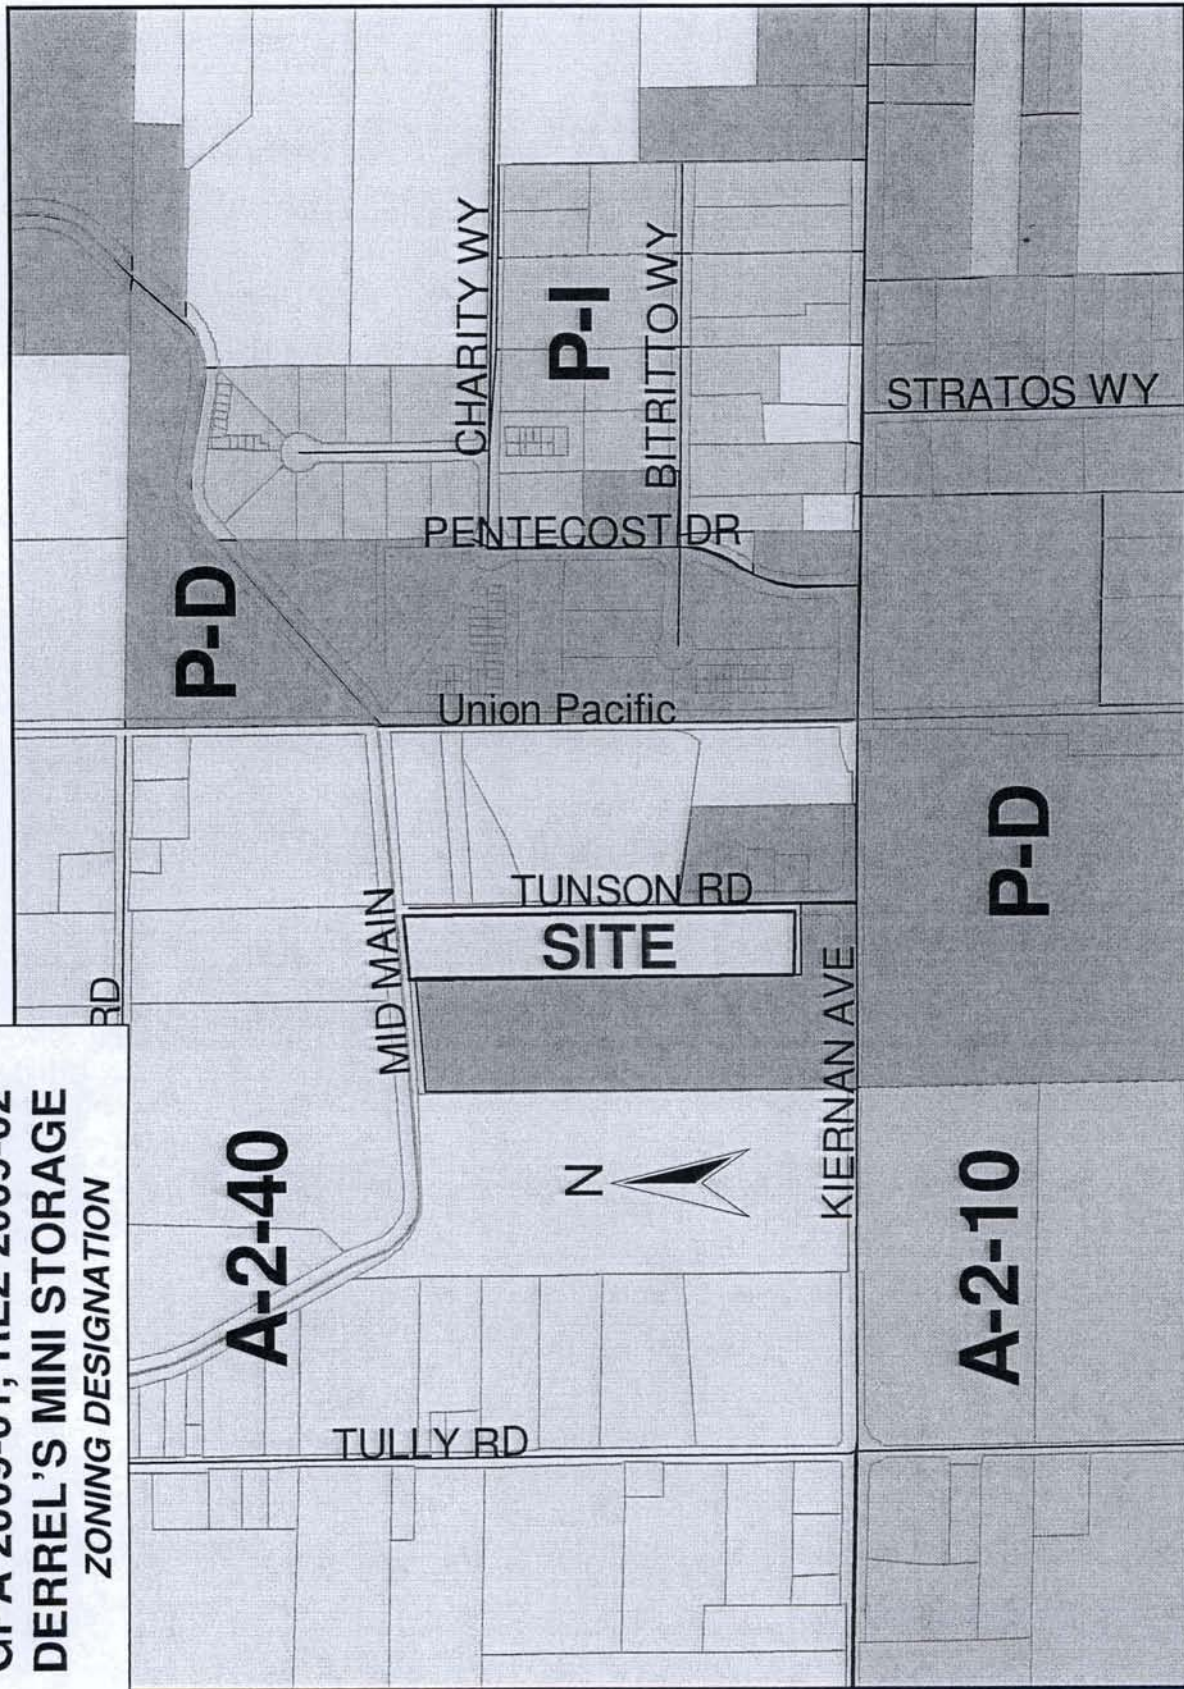 DERREL'S MINI STORAGE
ZONING DESIGNATION
RD
P-D
CHARITY WY
P-I
BITRITTO WY
STRATOS WY
PENTECOST DR
Union Pacific
TUNSON RD
SITE
MID MAIN
KIERNAN AVE
P-D
A-2-40
N
A-2-10
TULLY RD